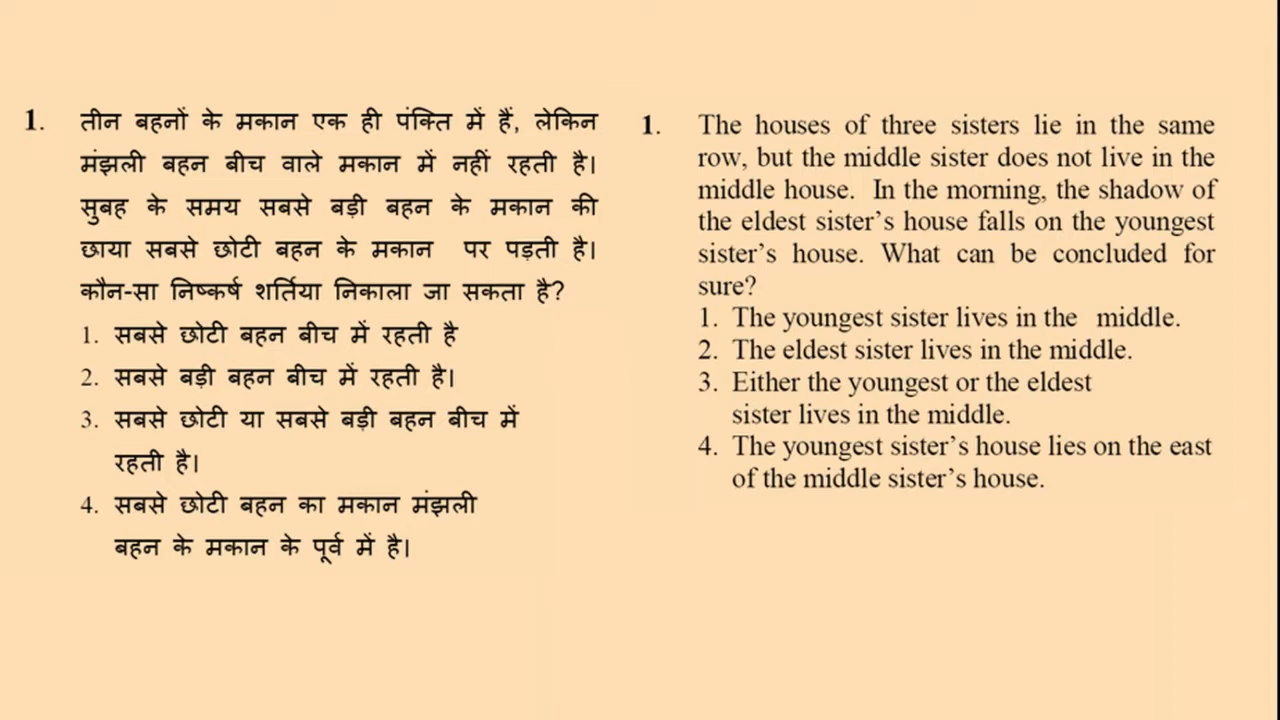 1. तीन बहनों के मकान एक ही पंक्ति में हैं, लेकिन
मंझली बहन बीच वाले मकान में नहीं रहती है।
सुबह के समय सबसे बड़ी बहन के मकान की
छाया सबसे छोटी बहन के मकान पर पड़ती है।
कौन-सा निष्कर्ष शर्तिया निकाला जा सकता है?
1. सबसे छोटी बहन बीच में रहती है
2. सबसे बड़ी बहन बीच में रहती है।
3. सबसे छोटी या सबसे बड़ी बहन बीच में
रहती है।
4. सबसे छोटी बहन का मकान मंझली
बहन के मकान के पूर्व में है।
1. The houses of three sisters lie in the same
row, but the middle sister does not live in the
middle house. In the morning, the shadow of
the eldest sister's house falls on the youngest
sister's house. What can be concluded for
sure?
1. The youngest sister lives in the middle.
2. The eldest sister lives in the middle.
3. Either the youngest or the eldest
sister lives in the middle.
4. The youngest sister's house lies on the east
of the middle sister's house.